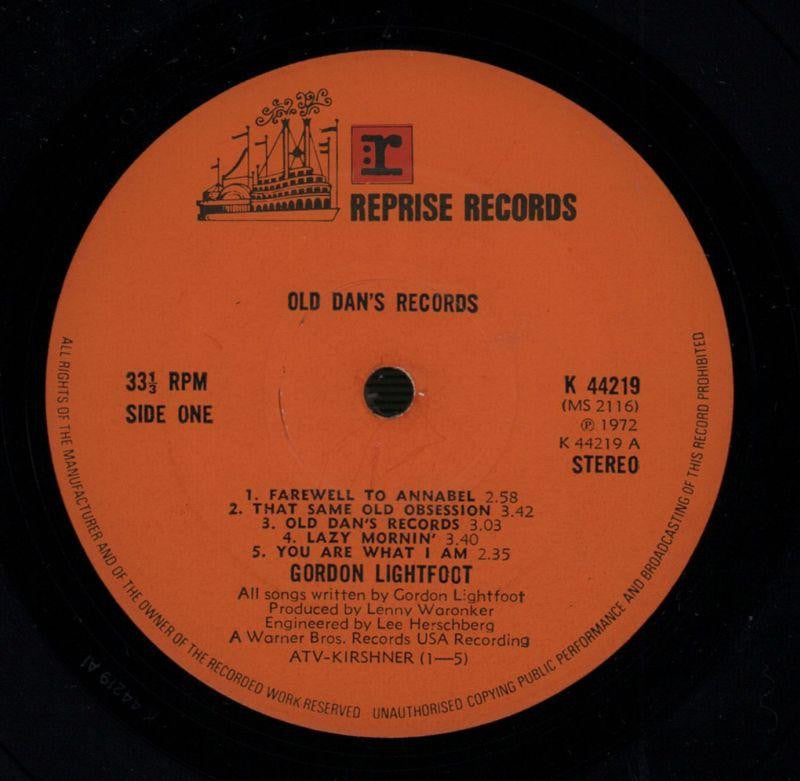 r
REPRISE RECORDS
OLD DAN'S RECORDS
33⅓ RPM
SIDE ONE
K 44219
(MS 2116)
℗ 1972
K 44219 A
STEREO
1. FAREWELL TO ANNABEL 2.58
2. THAT SAME OLD OBSESSION 3.42
3. OLD DAN'S RECORDS 3.03
4. LAZY MORNIN' 3.40
5. YOU ARE WHAT I AM 2.35
GORDON LIGHTFOOT
All songs written by Gordon Lightfoot
Produced by Lenny Waronker
Engineered by Lee Herschberg
A Warner Bros. Records USA Recording
ATV-KIRSHNER (1—5)
ALL RIGHTS OF THE MANUFACTURER AND OF THE OWNER OF THE RECORDED WORK RESERVED UNAUTHORISED COPYING PUBLIC PERFORMANCE AND BROADCASTING OF THIS RECORD PROHIBITED
K 44219 A1